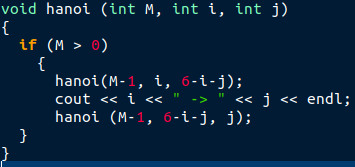 void hanoi (int M, int i, int j)
{
  if (M > 0)
    {
      hanoi(M-1, i, 6-i-j);
      cout << i << " -> " << j << endl;
      hanoi (M-1, 6-i-j, j);
  }
}